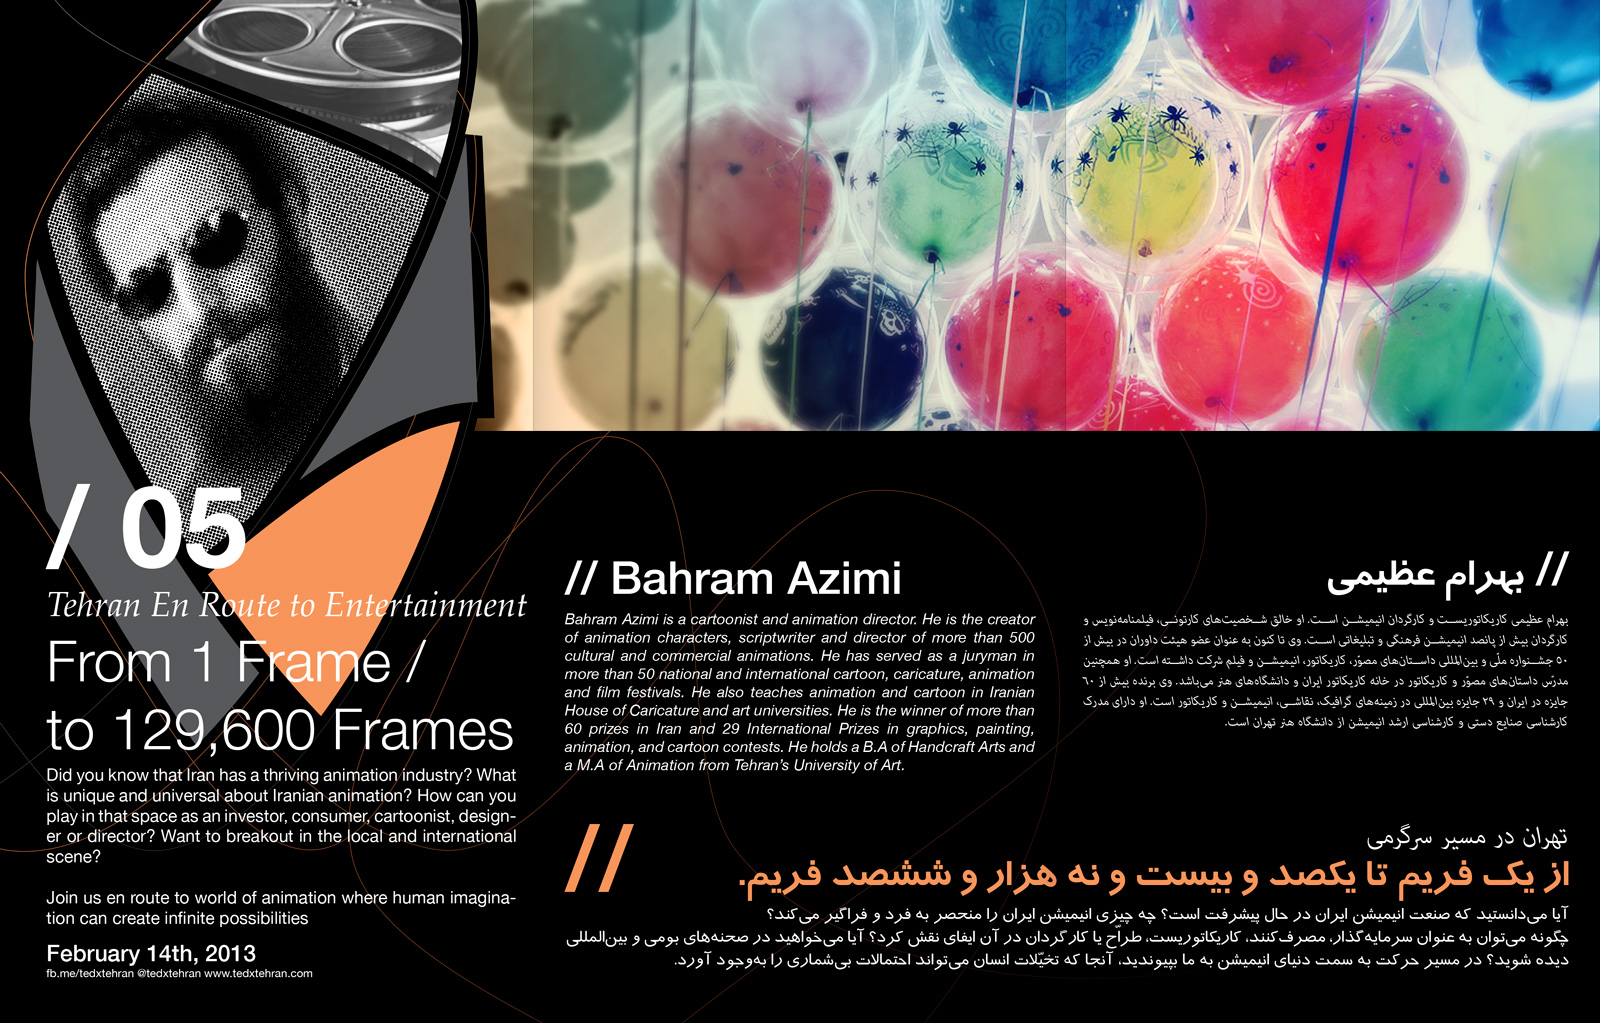 / 05
Tehran En Route to Entertainment
From 1 Frame /
to 129,600 Frames
Did you know that Iran has a thriving animation industry? What
is unique and universal about Iranian animation? How can you
play in that space as an investor, consumer, cartoonist, design-
er or director? Want to breakout in the local and international
scene?
Join us en route to world of animation where human imagina-
tion can create infinite possibilities
February 14th, 2013
fb.me/tedxtehran @tedxtehran www.tedxtehran.com
// Bahram Azimi
Bahram Azimi is a cartoonist and animation director. He is the creator
of animation characters, scriptwriter and director of more than 500
cultural and commercial animations. He has served as a juryman in
more than 50 national and international cartoon, caricature, animation
and film festivals. He also teaches animation and cartoon in Iranian
House of Caricature and art universities. He is the winner of more than
60 prizes in Iran and 29 International Prizes in graphics, painting,
animation, and cartoon contests. He holds a B.A of Handcraft Arts and
a M.A of Animation from Tehran's University of Art.
// بهرام عظیمی
بهرام عظیمی کاریکاتوریست و کارگردان انیمیشن است. او خالق شخصیت‌های کارتونی، فیلمنامه‌نویس و
کارگردان بیش از پانصد انیمیشن فرهنگی و تبلیغاتی است. وی تا کنون به عنوان عضو هیئت داوران در بیش از
۵۰ جشنواره ملّی و بین‌المللی داستان‌های مصوّر، کاریکاتور، انیمیشن و فیلم شرکت داشته است. او همچنین
مدرّس داستان‌های مصوّر و کاریکاتور در خانه کاریکاتور ایران و دانشگاه‌های هنر می‌باشد. وی برنده بیش از ۶۰
جایزه در ایران و ۲۹ جایزه بین‌المللی در زمینه‌های گرافیک، نقاشی، انیمیشن و کاریکاتور است. او دارای مدرک
کارشناسی صنایع دستی و کارشناسی ارشد انیمیشن از دانشگاه هنر تهران است.
//
تهران در مسیر سرگرمی
از یک فریم تا یکصد و بیست و نه هزار و ششصد فریم.
آیا می‌دانستید که صنعت انیمیشن ایران در حال پیشرفت است؟ چه چیزی انیمیشن ایران را منحصر به فرد و فراگیر می‌کند؟
چگونه می‌توان به عنوان سرمایه‌گذار، مصرف‌کننده، کاریکاتوریست، طرّاح یا کارگردان در آن ایفای نقش کرد؟ آیا می‌خواهید در صحنه‌های بومی و بین‌المللی
دیده شوید؟ در مسیر حرکت به سمت دنیای انیمیشن به ما بپیوندید، آنجا که تخیّلات انسان می‌تواند احتمالات بی‌شماری را به‌وجود آورد.